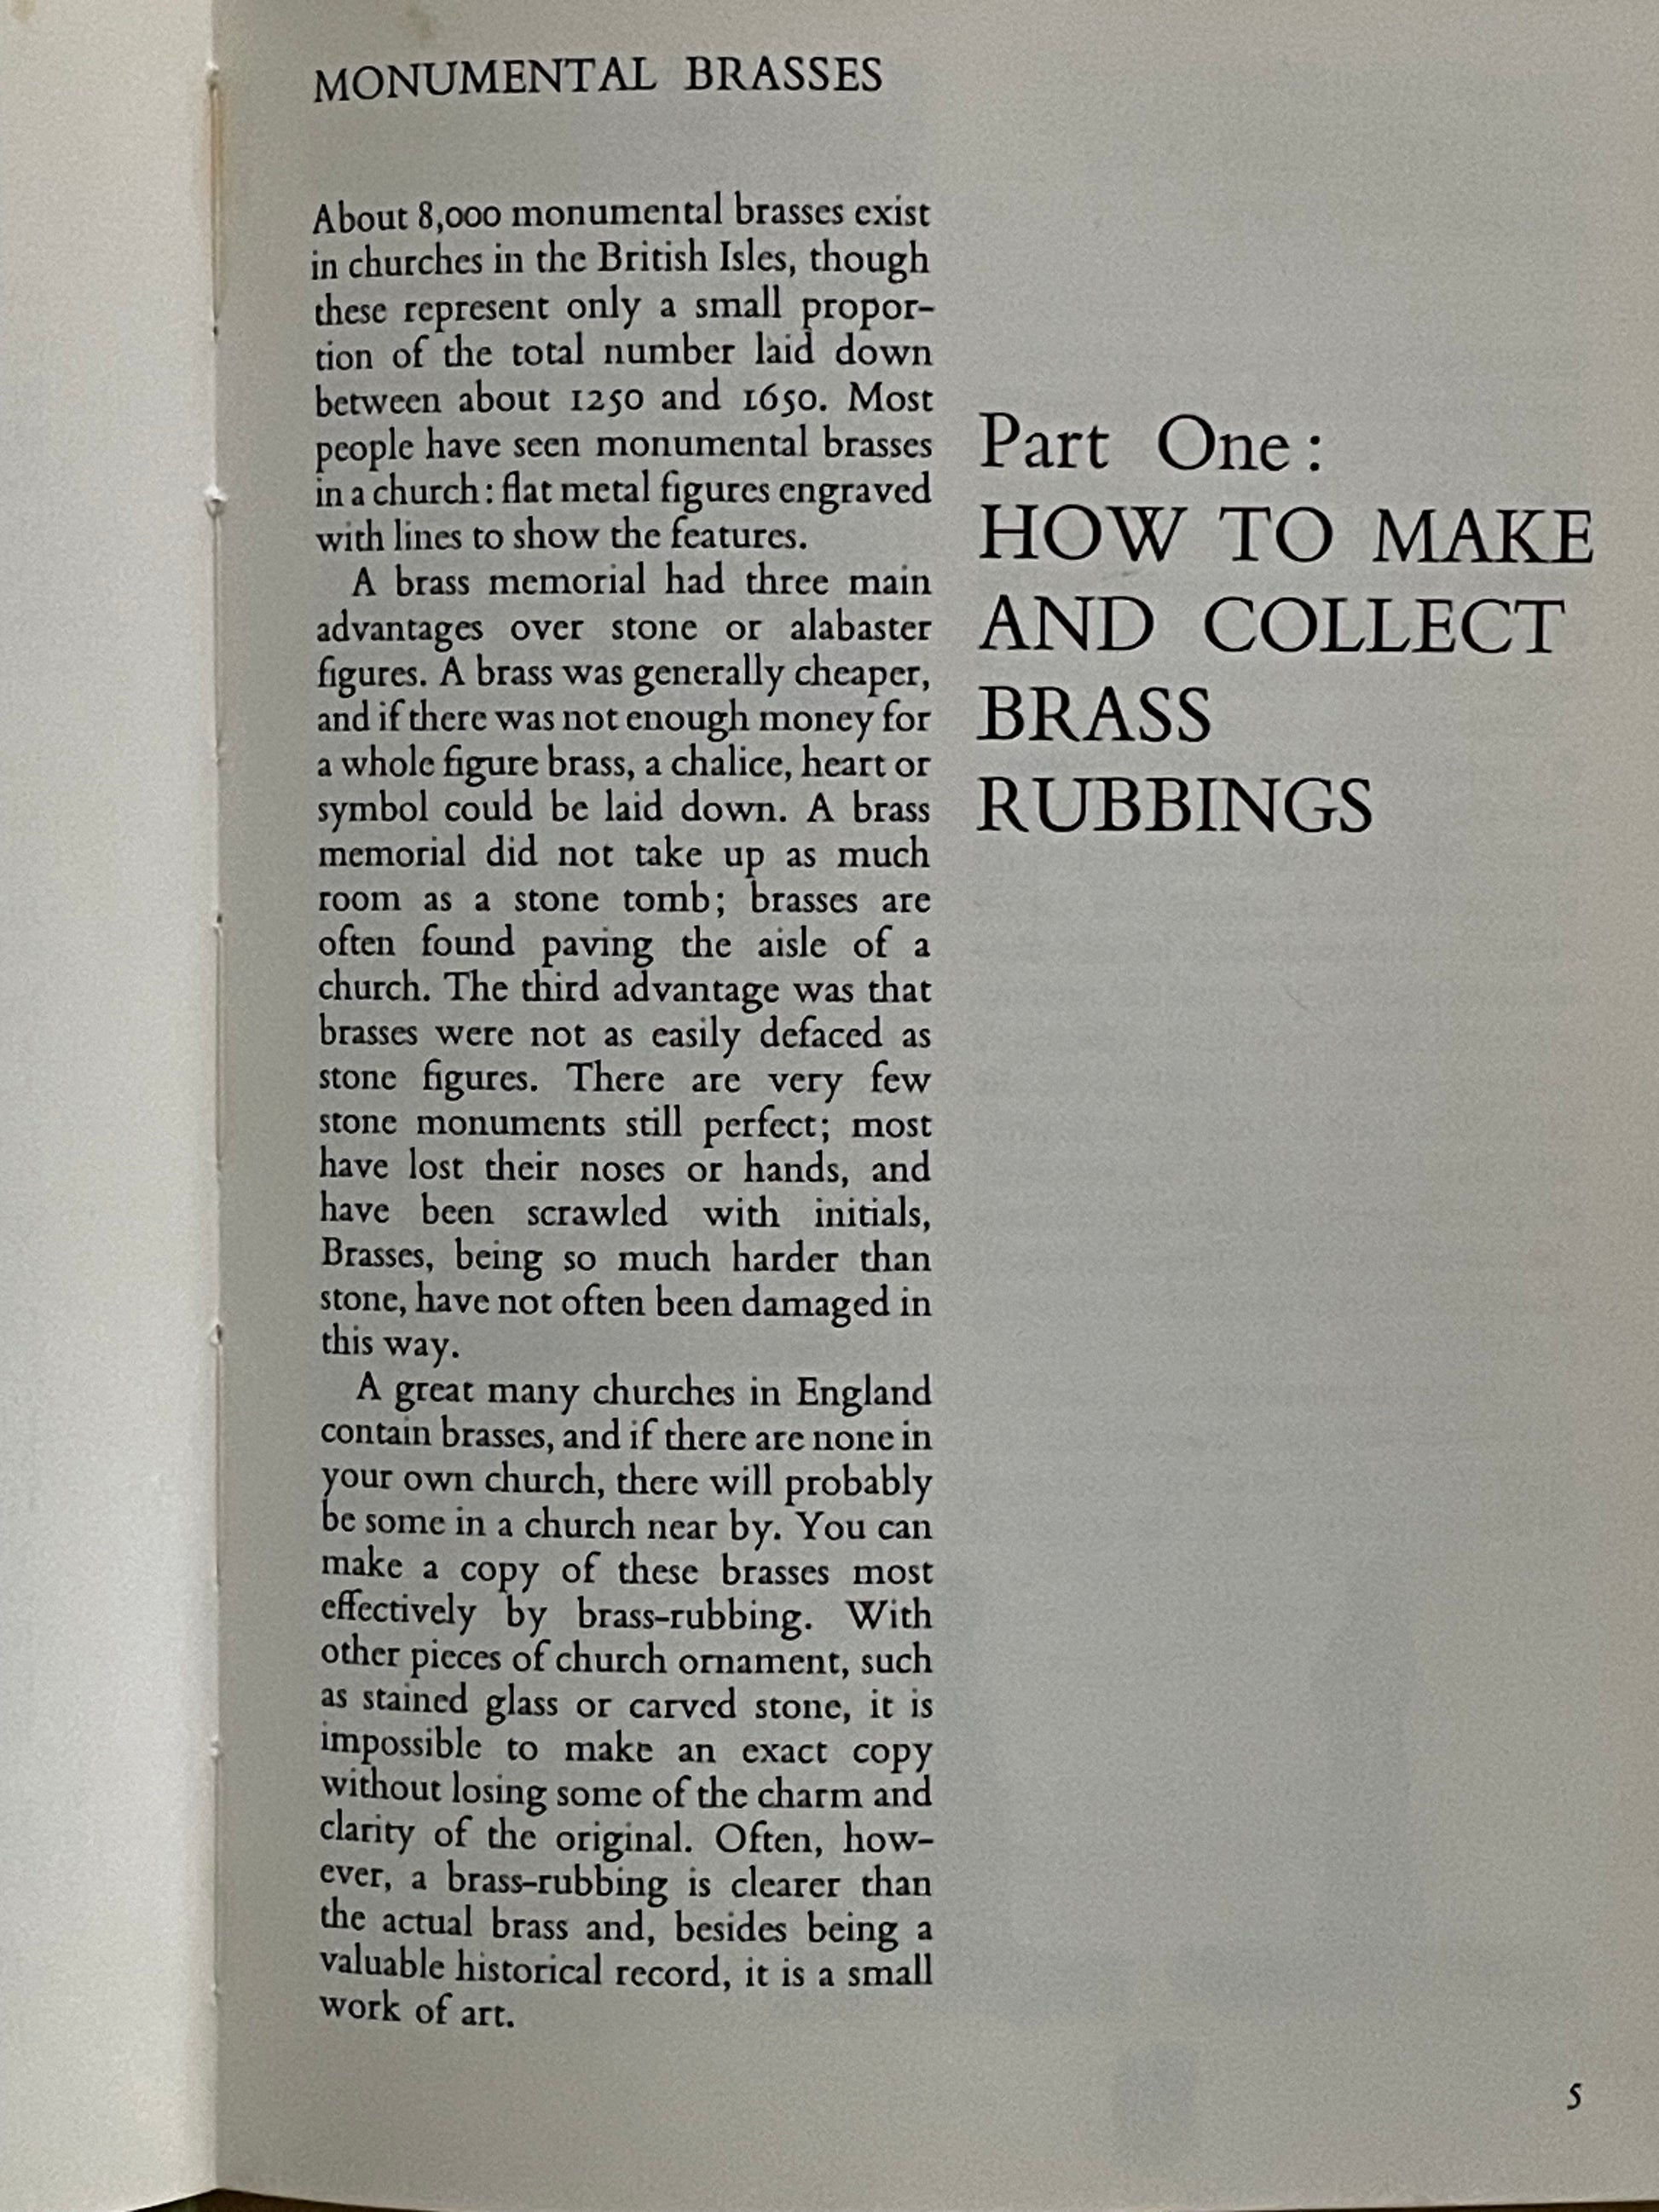 MONUMENTAL BRASSES
About 8,000 monumental brasses exist
in churches in the British Isles, though
these represent only a small propor-
tion of the total number laid down
between about 1250 and 1650. Most
people have seen monumental brasses
in a church: flat metal figures engraved
with lines to show the features.
A brass memorial had three main
advantages over stone or alabaster
figures. A brass was generally cheaper,
and if there was not enough money for
a whole figure brass, a chalice, heart or
symbol could be laid down. A brass
memorial did not take up as much
room as a stone tomb; brasses are
often found paving the aisle of a
church. The third advantage was that
brasses were not as easily defaced as
stone figures. There are very few
stone monuments still perfect; most
have lost their noses or hands, and
have been scrawled with initials,
Brasses, being so much harder than
stone, have not often been damaged in
this way.
A great many churches in England
contain brasses, and if there are none in
your own church, there will probably
be some in a church near by. You can
make a copy of these brasses most
effectively by brass-rubbing. With
other pieces of church ornament, such
as stained glass or carved stone, it is
impossible to make an exact copy
without losing some of the charm and
clarity of the original. Often, how-
ever, a brass-rubbing is clearer than
the actual brass and, besides being a
valuable historical record, it is a small
work of art.
Part One:
HOW TO MAKE
AND COLLECT
BRASS
RUBBINGS
5